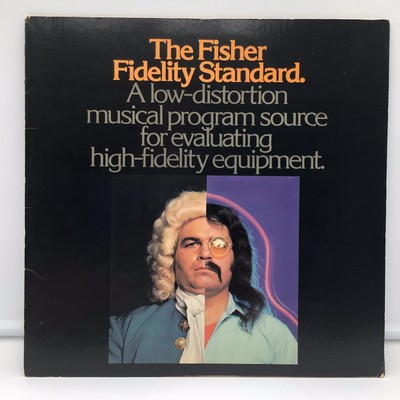 The Fisher
Fidelity Standard.
A low-distortion
musical program source
for evaluating
high-fidelity equipment.